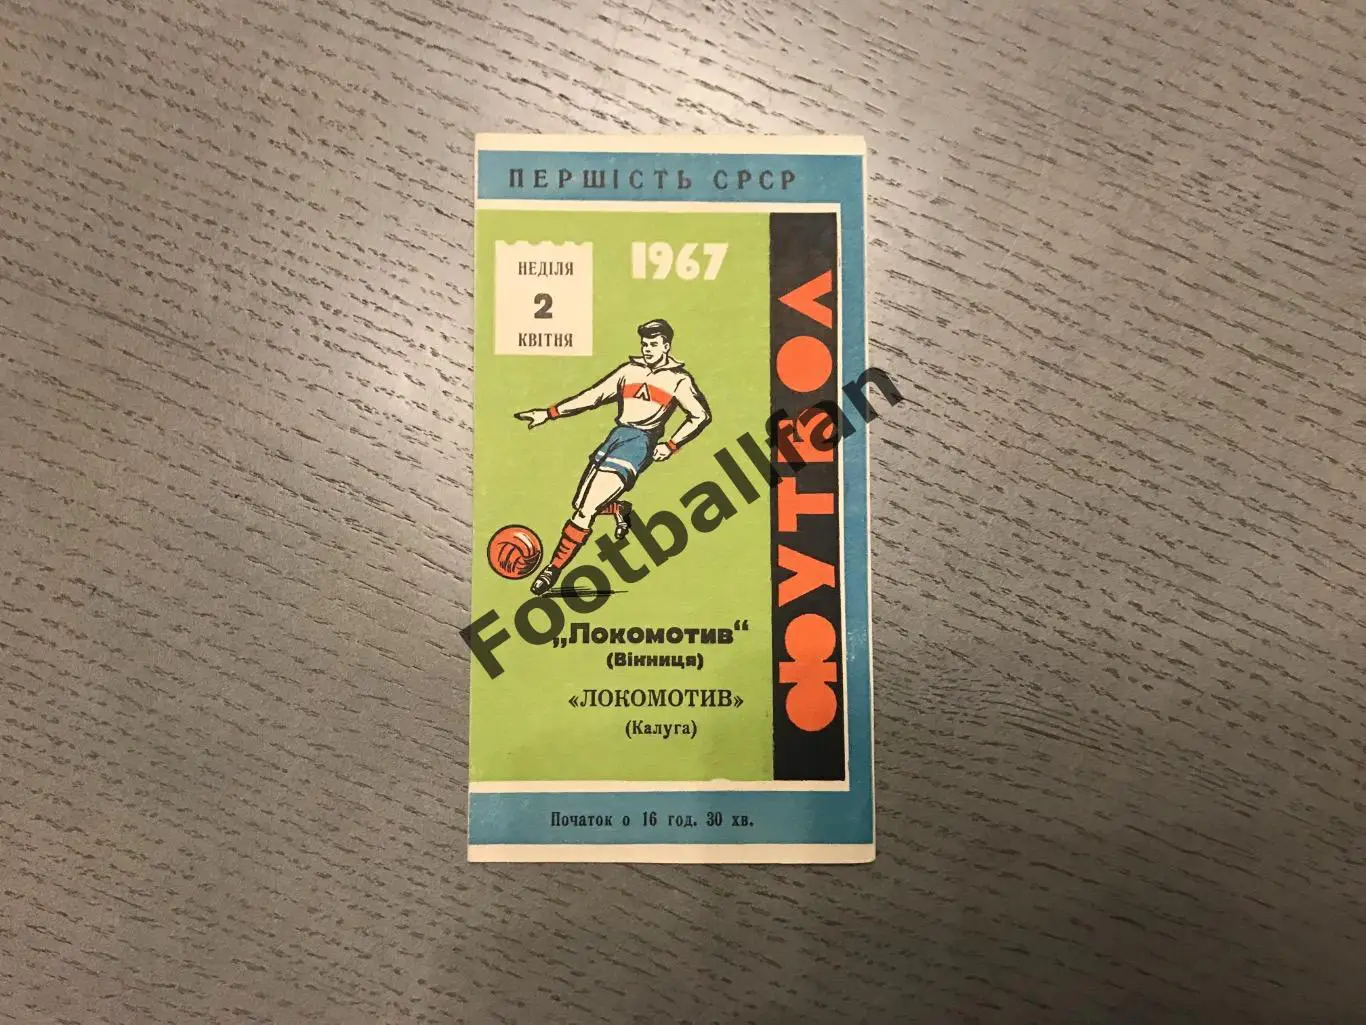 ПЕРШІСТЬ СРСР
НЕДІЛЯ
2
КВІТНЯ
1967
ФУТБОЛ
Л
„Локомотив“
(Вінниця)
«ЛОКОМОТИВ»
(Калуга)
Початок о 16 год. 30 хв.
Footballfan